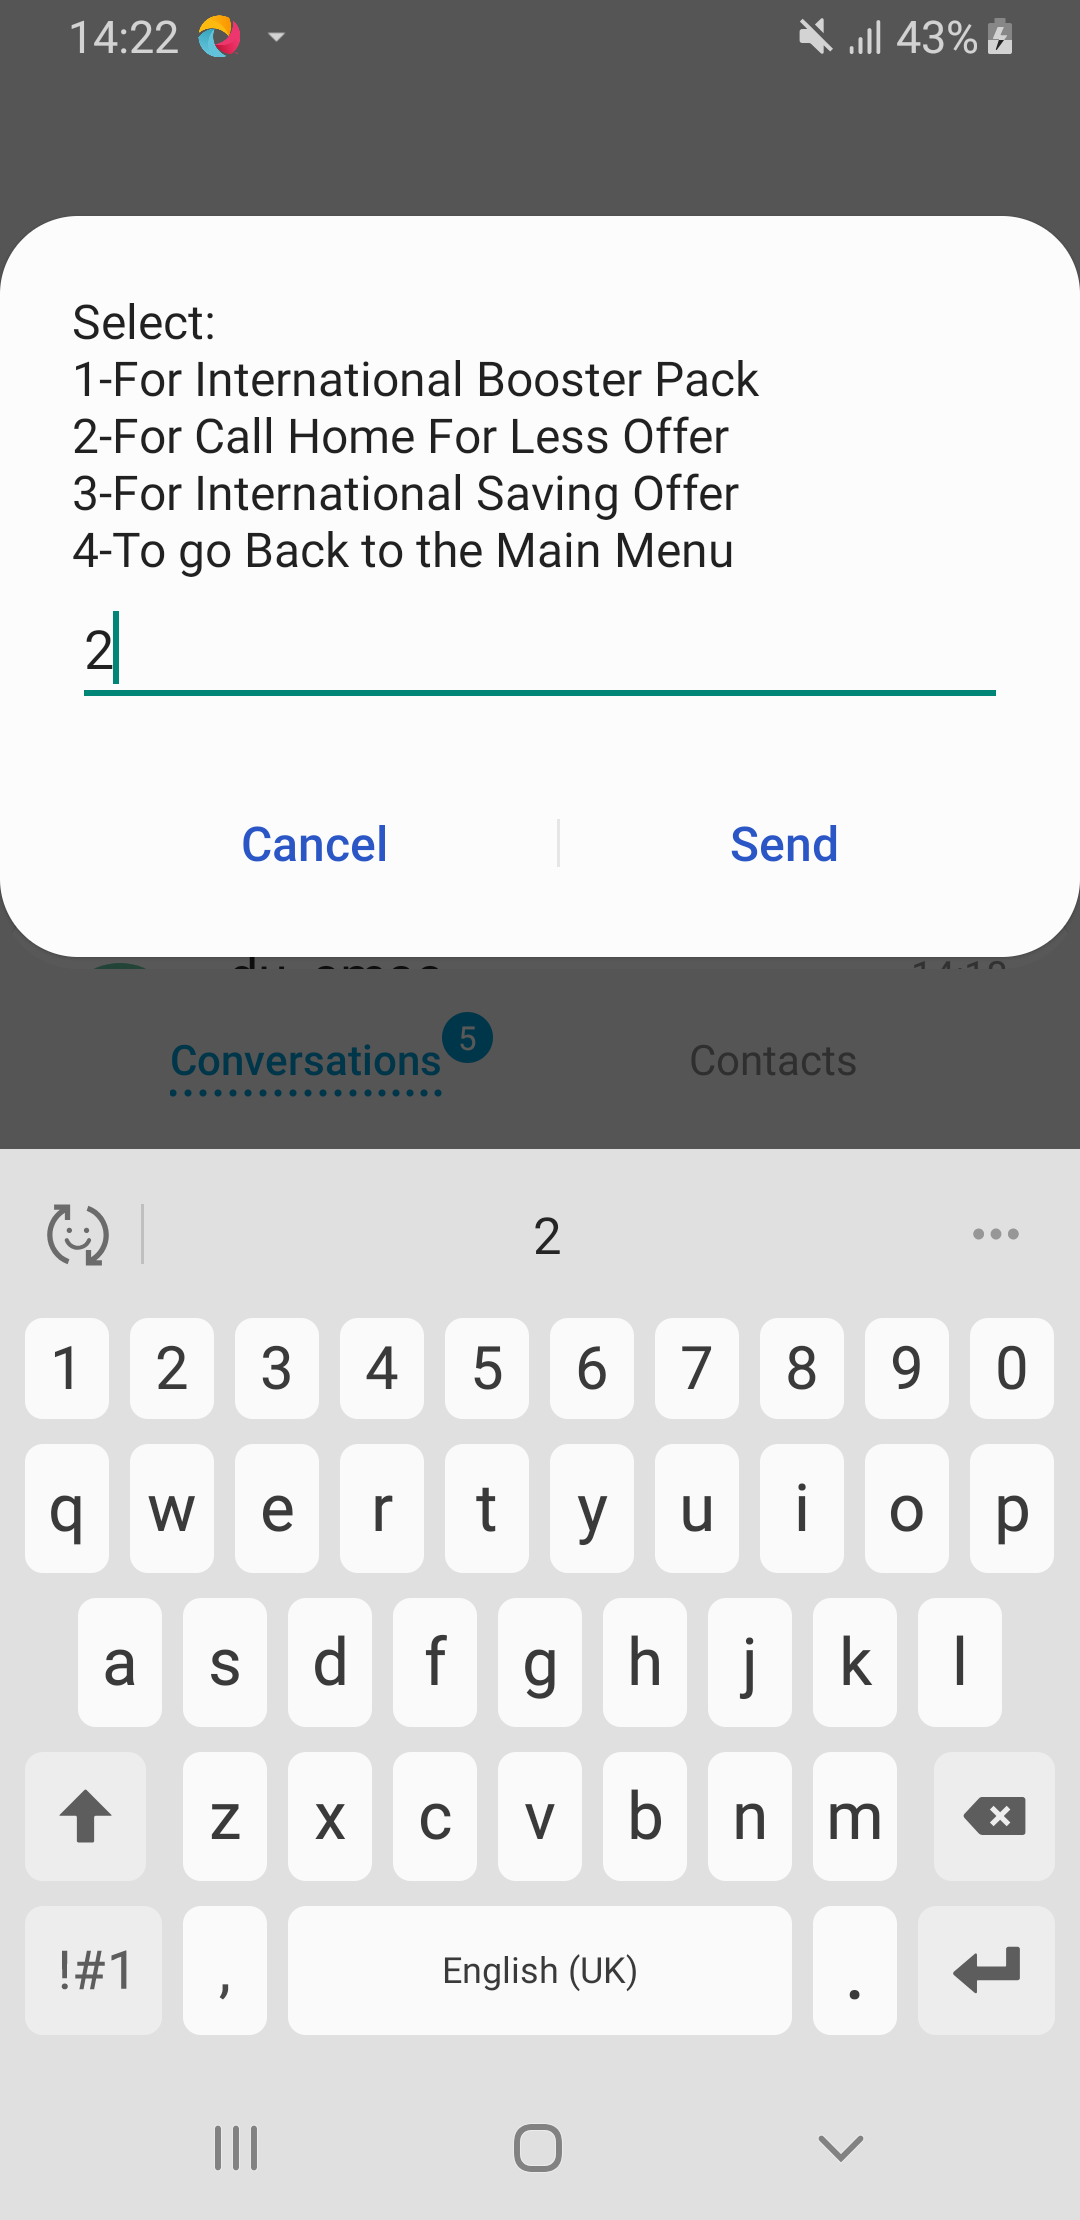 14:22 43%
Select:
1-For International Booster Pack
2-For Call Home For Less Offer
3-For International Saving Offer
4-To go Back to the Main Menu
2
Cancel Send
Conversations 5 Contacts
2
1 2 3 4 5 6 7 8 9 0
q w e r t y u i o p
a s d f g h j k l
z x c v b n m
!#1 , English (UK) .